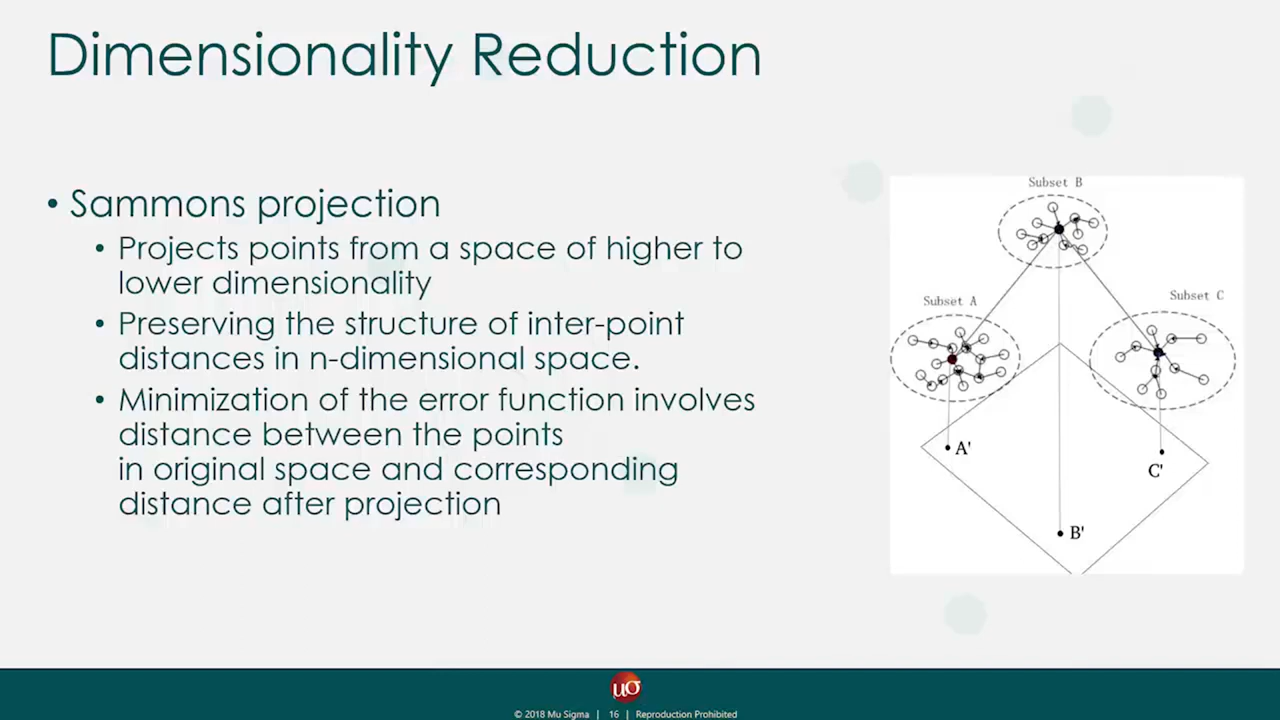 Dimensionality Reduction
• Sammons projection
• Projects points from a space of higher to
lower dimensionality
• Preserving the structure of inter-point
distances in n-dimensional space.
• Minimization of the error function involves
distance between the points
in original space and corresponding
distance after projection
Subset B
Subset A
Subset C
A'
C'
B'
μσ
© 2018 Mu Sigma | 16 | Reproduction Prohibited